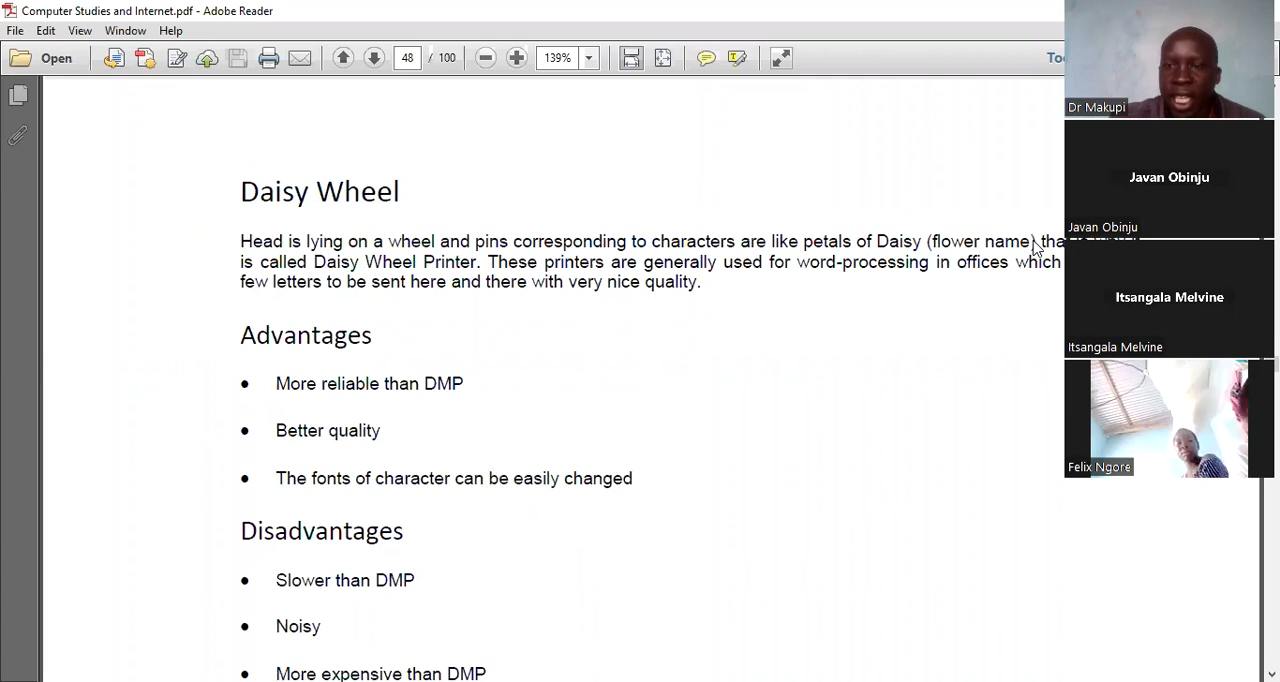 Computer Studies and Internet.pdf - Adobe Reader
File Edit View Window Help
Open 48 / 100 139%
Dr Makupi
Daisy Wheel
Javan Obinju
Javan Obinju
Head is lying on a wheel and pins corresponding to characters are like petals of Daisy (flower name)
is called Daisy Wheel Printer. These printers are generally used for word-processing in offices which
few letters to be sent here and there with very nice quality.
Itsangala Melvine
Itsangala Melvine
Advantages
• More reliable than DMP
• Better quality
• The fonts of character can be easily changed
Felix Ngore
Disadvantages
• Slower than DMP
• Noisy
• More expensive than DMP